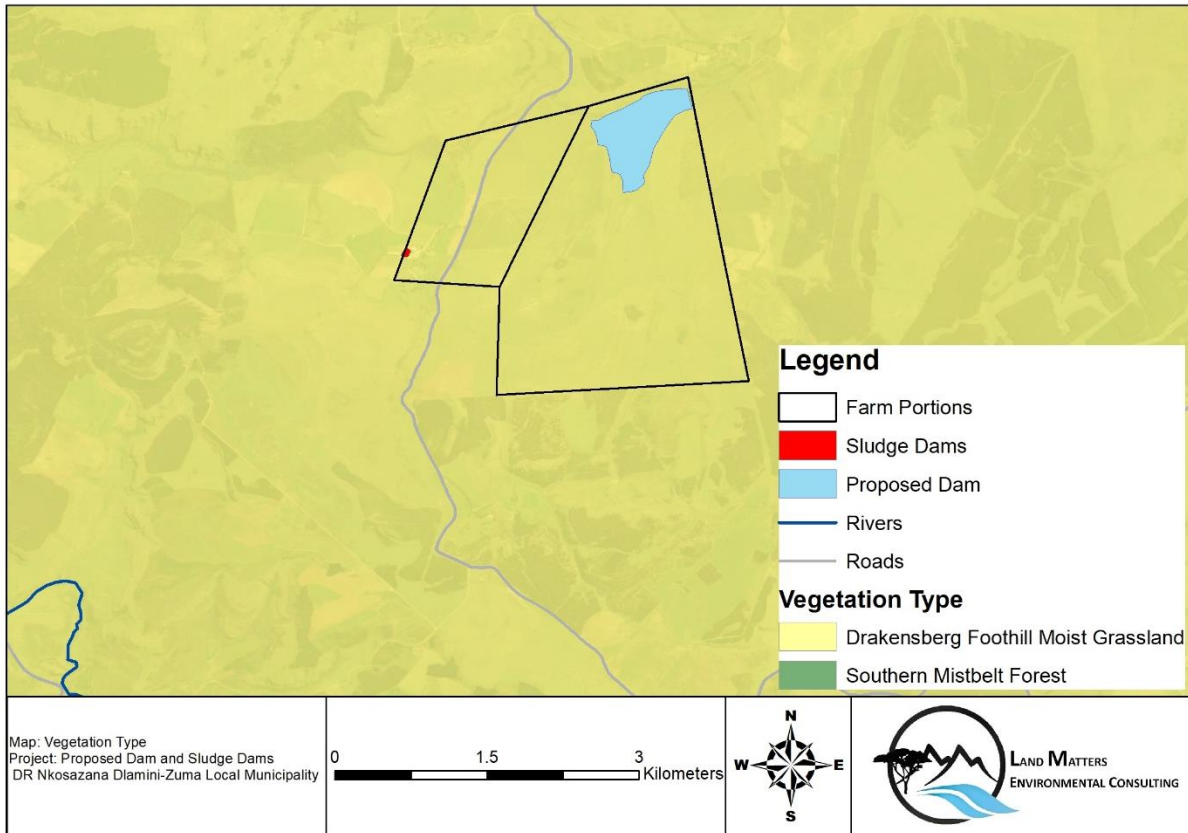 Legend
Farm Portions
Sludge Dams
Proposed Dam
Rivers
Roads
Vegetation Type
Drakensberg Foothill Moist Grassland
Southern Mistbelt Forest
Map: Vegetation Type
Project: Proposed Dam and Sludge Dams
DR Nkosazana Dlamini-Zuma Local Municipality
0 1.5 3
Kilometers
N
W E
S
LAND MATTERS
ENVIRONMENTAL CONSULTING